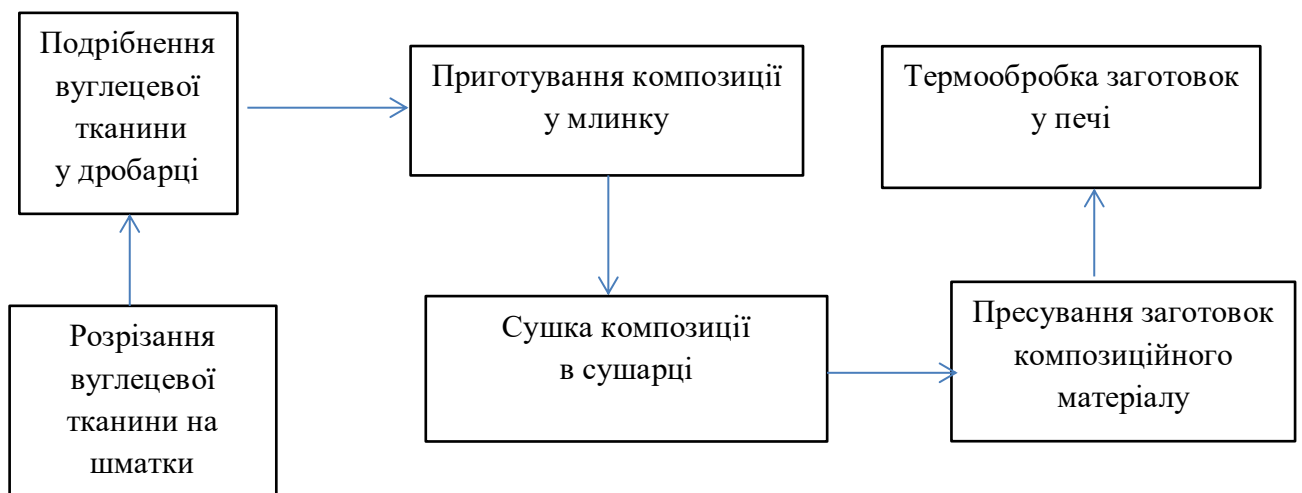 Подрібнення
вуглецевої
тканини
у дробарці
Приготування композиції
у млинку
Термообробка заготовок
у печі
Розрізання
вуглецевої
тканини на
шматки
Сушка композиції
в сушарці
Пресування заготовок
композиційного
матеріалу